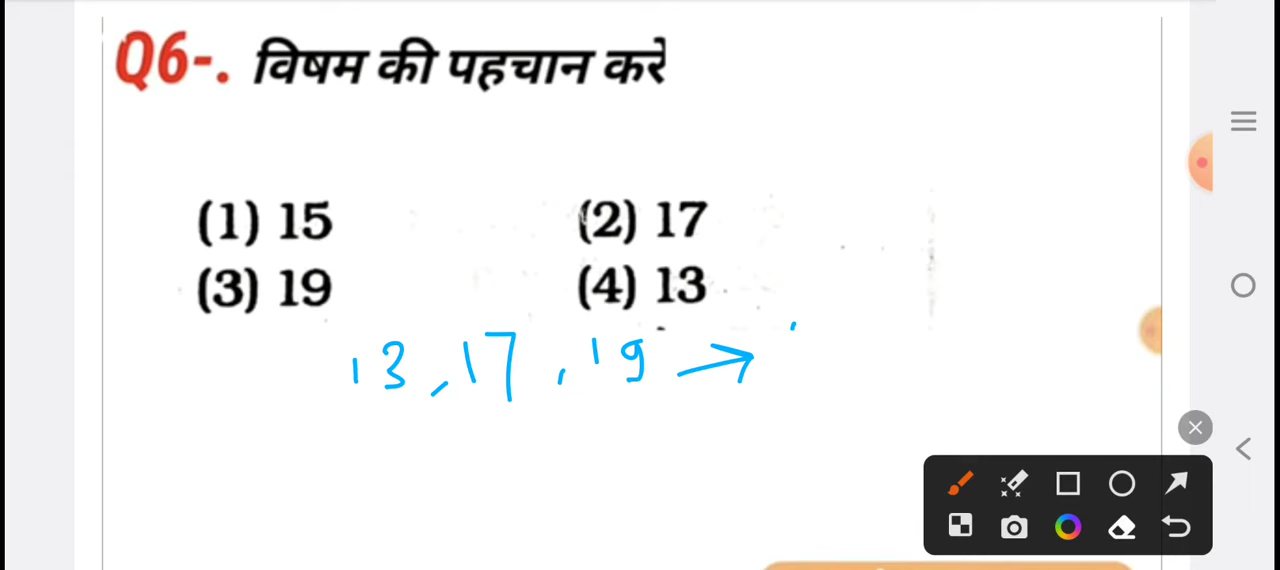 Q6-. विषम की पहचान करे
(1) 15 (2) 17
(3) 19 (4) 13
13, 17, 19 →